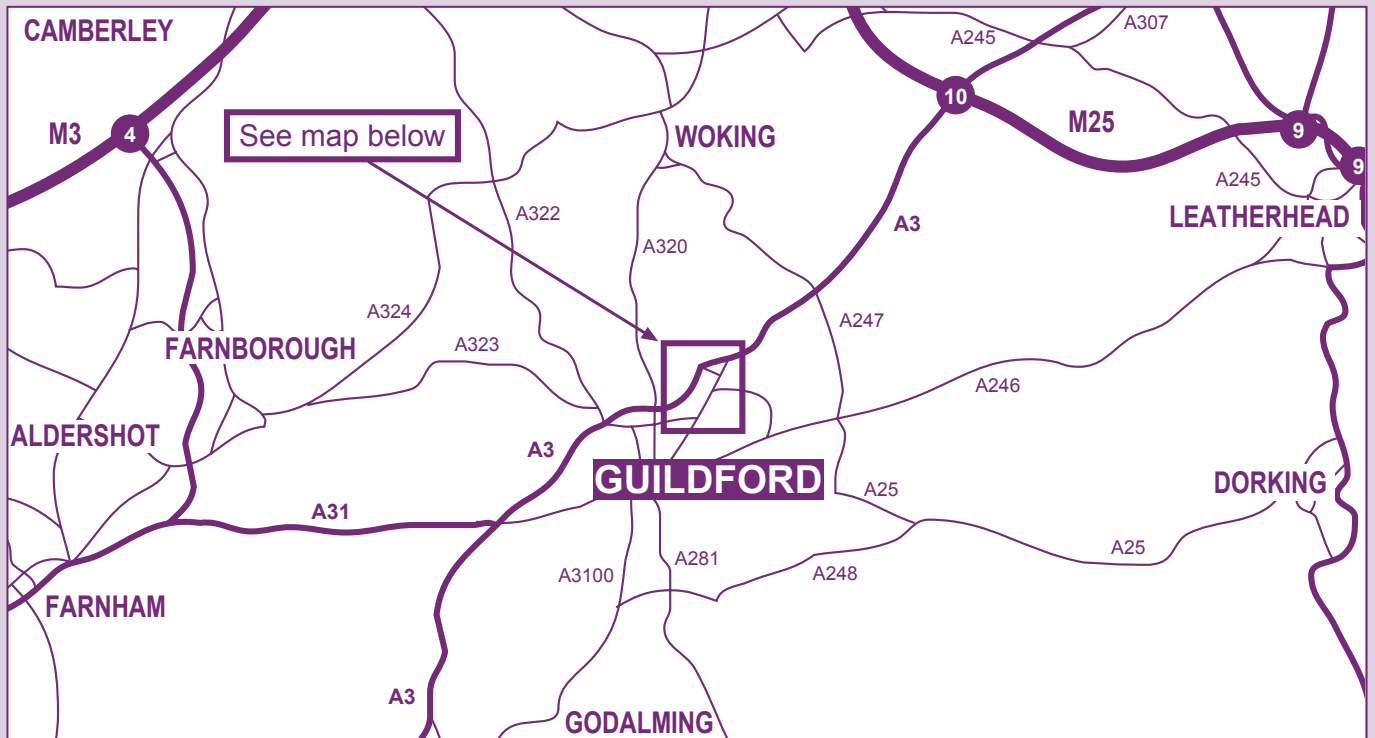 CAMBERLEY
A307
A245
10
M3
4
See map below
WOKING
M25
9
9
A245
A322
LEATHERHEAD
A3
A320
A324
A247
FARNBOROUGH
A323
A246
ALDERSHOT
A3
GUILDFORD
A25
DORKING
A31
A25
A3100
A281
A248
FARNHAM
A3
GODALMING